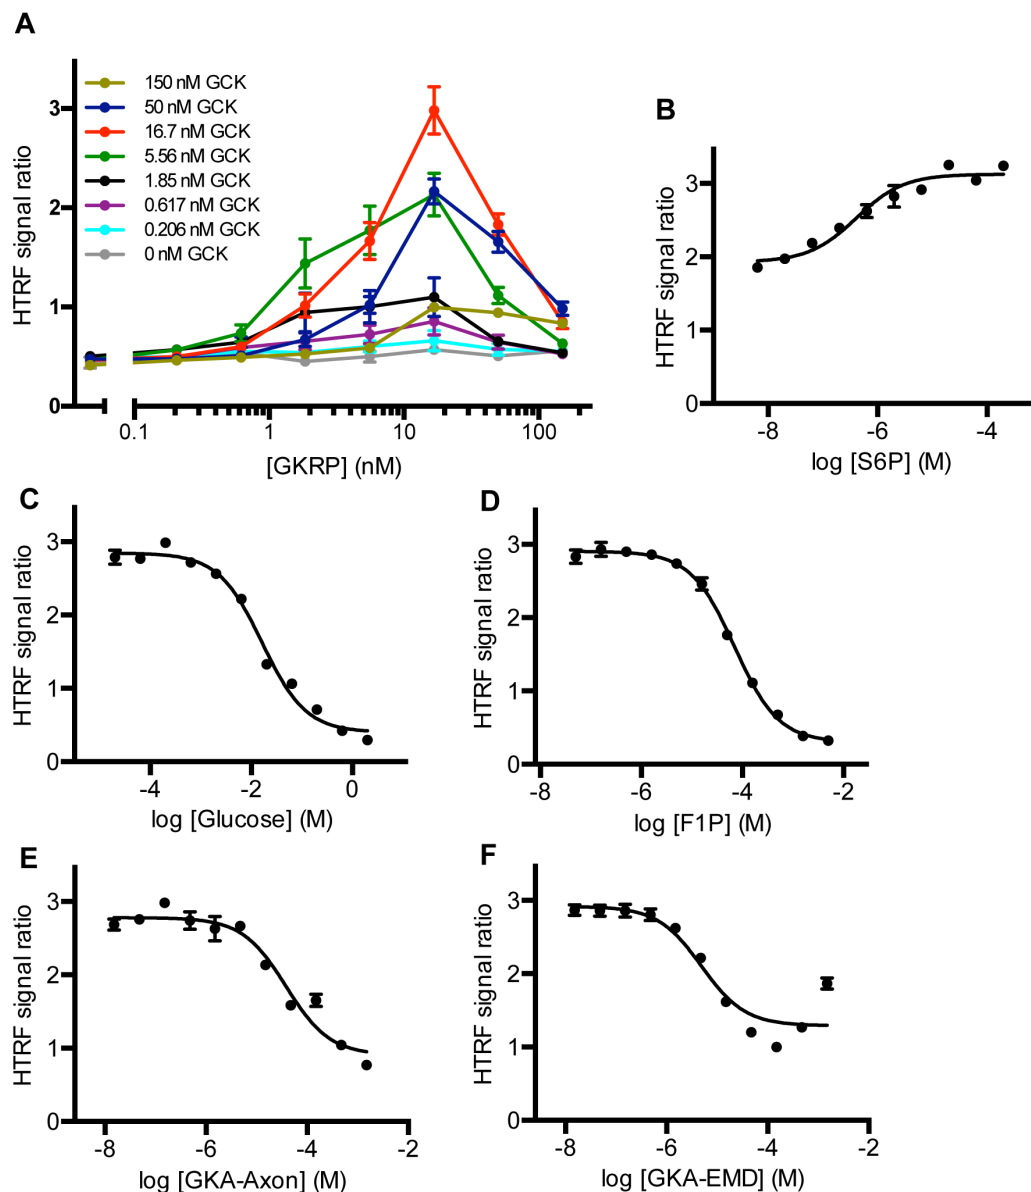 A
HTRF signal ratio
3
2
1
0
150 nM GCK
50 nM GCK
16.7 nM GCK
5.56 nM GCK
1.85 nM GCK
0.617 nM GCK
0.206 nM GCK
0 nM GCK
0.1 1 10 100
[GKRP] (nM)
B
HTRF signal ratio
3
2
1
0
-8 -6 -4
log [S6P] (M)
C
HTRF signal ratio
3
2
1
0
-4 -2 0
log [Glucose] (M)
D
HTRF signal ratio
3
2
1
0
-8 -6 -4 -2
log [F1P] (M)
E
HTRF signal ratio
3
2
1
0
-8 -6 -4 -2
log [GKA-Axon] (M)
F
HTRF signal ratio
3
2
1
0
-8 -6 -4 -2
log [GKA-EMD] (M)